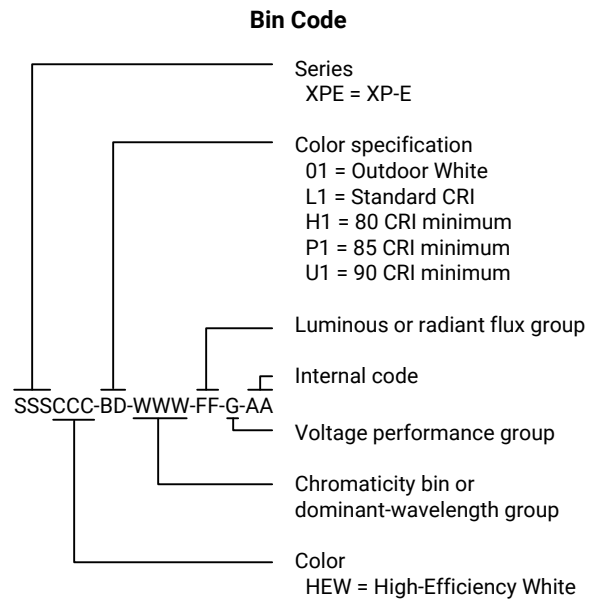 Bin Code
Series
XPE = XP-E
Color specification
01 = Outdoor White
L1 = Standard CRI
H1 = 80 CRI minimum
P1 = 85 CRI minimum
U1 = 90 CRI minimum
Luminous or radiant flux group
Internal code
SSSCCC-BD-WWW-FF-G-AA
Voltage performance group
Chromaticity bin or
dominant-wavelength group
Color
HEW = High-Efficiency White